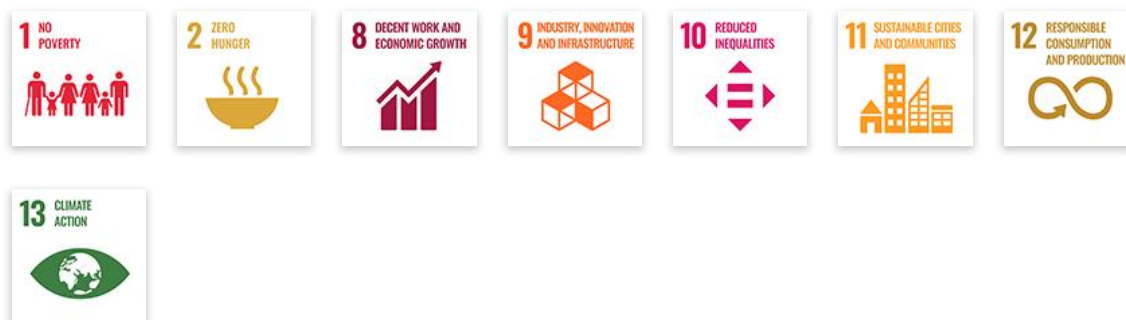 1 NO POVERTY
2 ZERO HUNGER
8 DECENT WORK AND ECONOMIC GROWTH
9 INDUSTRY, INNOVATION AND INFRASTRUCTURE
10 REDUCED INEQUALITIES
11 SUSTAINABLE CITIES AND COMMUNITIES
12 RESPONSIBLE CONSUMPTION AND PRODUCTION
13 CLIMATE ACTION